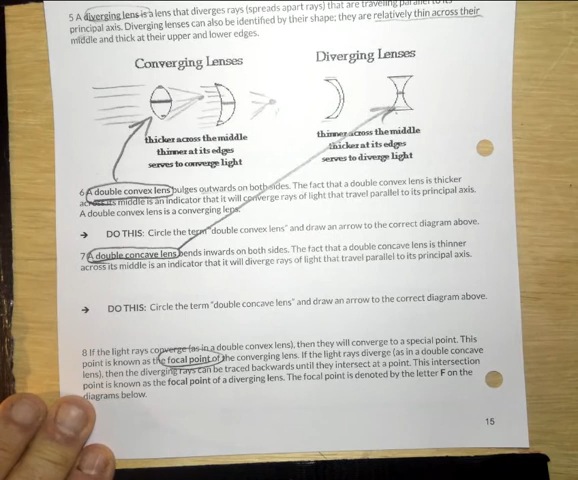 5 A diverging lens is a lens that diverges rays (spreads apart rays) that are traveling parallel to its
principal axis. Diverging lenses can also be identified by their shape; they are relatively thin across their
middle and thick at their upper and lower edges.
Converging Lenses
Diverging Lenses
thicker across the middle
thinner at its edges
serves to converge light
thinner across the middle
thicker at its edges
serves to diverge light
6 A double convex lens bulges outwards on both sides. The fact that a double convex lens is thicker
across its middle is an indicator that it will converge rays of light that travel parallel to its principal axis.
A double convex lens is a converging lens.
➔ DO THIS: Circle the term "double convex lens" and draw an arrow to the correct diagram above.
7 A double concave lens bends inwards on both sides. The fact that a double concave lens is thinner
across its middle is an indicator that it will diverge rays of light that travel parallel to its principal axis.
➔ DO THIS: Circle the term "double concave lens" and draw an arrow to the correct diagram above.
8 If the light rays converge (as in a double convex lens), then they will converge to a special point. This
point is known as the focal point of the converging lens. If the light rays diverge (as in a double concave
lens), then the diverging rays can be traced backwards until they intersect at a point. This intersection
point is known as the focal point of a diverging lens. The focal point is denoted by the letter F on the
diagrams below.
15